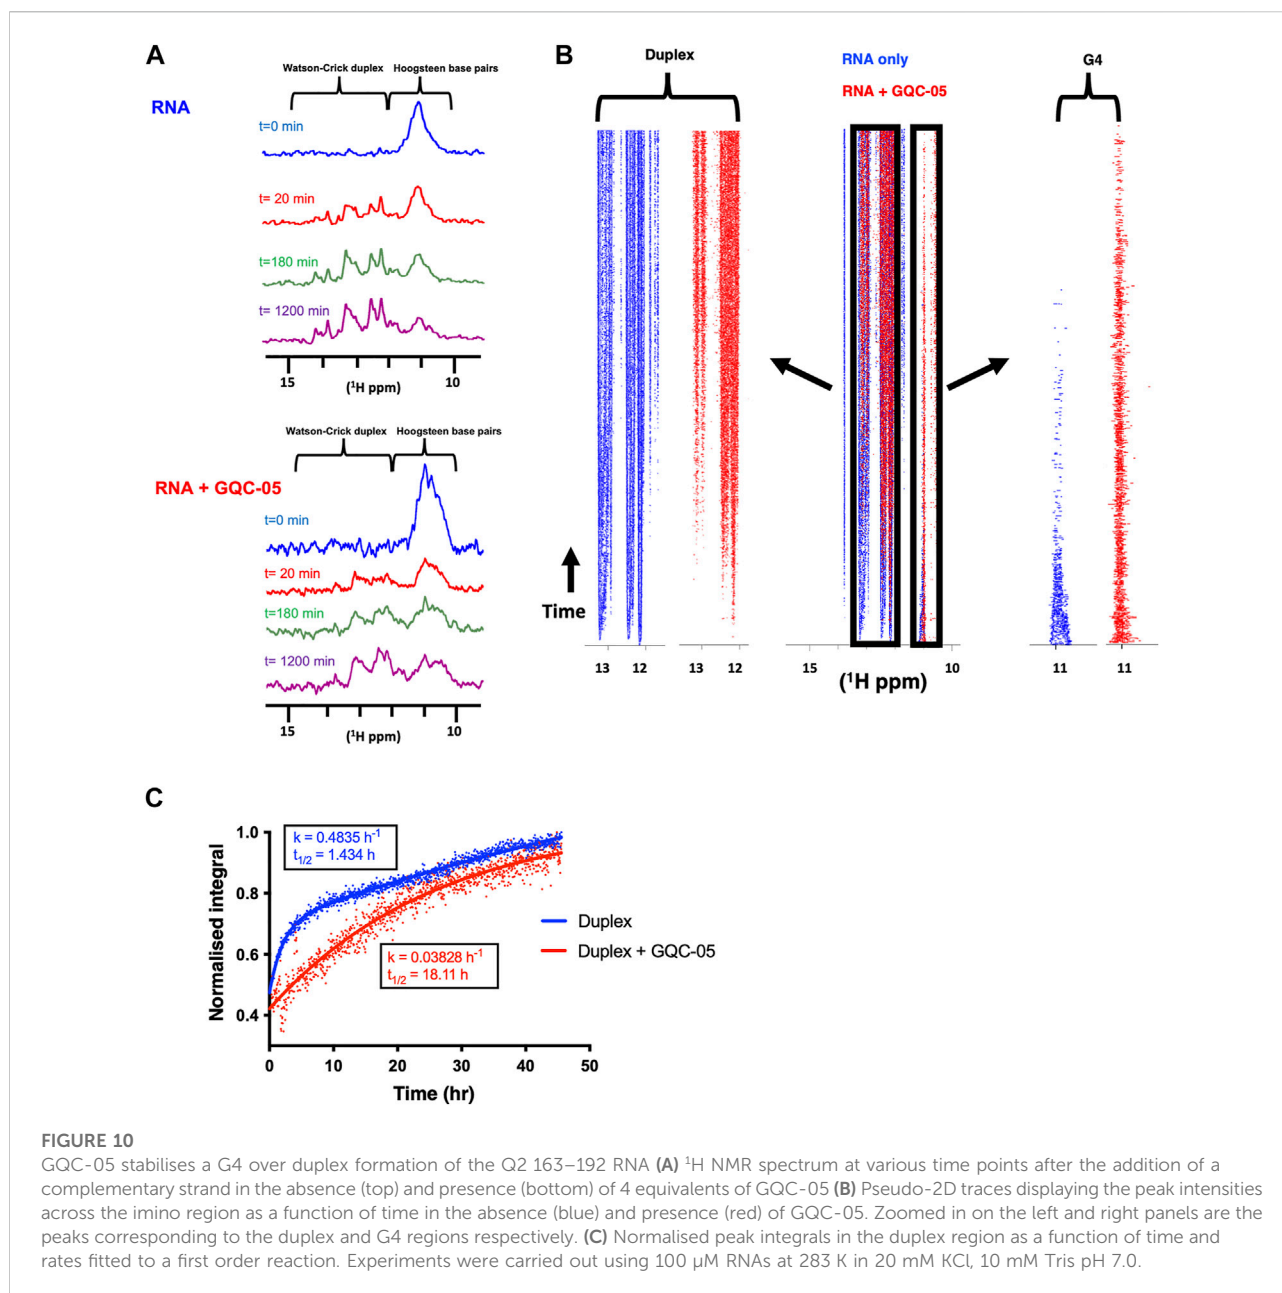 A
Watson-Crick duplex
Hoogsteen base pairs
RNA
t=0 min
t= 20 min
t=180 min
t= 1200 min
15
10
(¹H ppm)
Watson-Crick duplex
Hoogsteen base pairs
RNA + GQC-05
t=0 min
t= 20 min
t=180 min
t= 1200 min
15
10
(¹H ppm)
B
Duplex
RNA only
RNA + GQC-05
G4
Time
13
12
13
12
15
10
11
11
(¹H ppm)
C
Normalised integral
1.0
0.8
0.6
0.4
k = 0.4835 h⁻¹
t₁/₂ = 1.434 h
k = 0.03828 h⁻¹
t₁/₂ = 18.11 h
Duplex
Duplex + GQC-05
0
10
20
30
40
50
Time (hr)
FIGURE 10
GQC-05 stabilises a G4 over duplex formation of the Q2 163–192 RNA (A) ¹H NMR spectrum at various time points after the addition of a
complementary strand in the absence (top) and presence (bottom) of 4 equivalents of GQC-05 (B) Pseudo-2D traces displaying the peak intensities
across the imino region as a function of time in the absence (blue) and presence (red) of GQC-05. Zoomed in on the left and right panels are the
peaks corresponding to the duplex and G4 regions respectively. (C) Normalised peak integrals in the duplex region as a function of time and
rates fitted to a first order reaction. Experiments were carried out using 100 μM RNAs at 283 K in 20 mM KCl, 10 mM Tris pH 7.0.